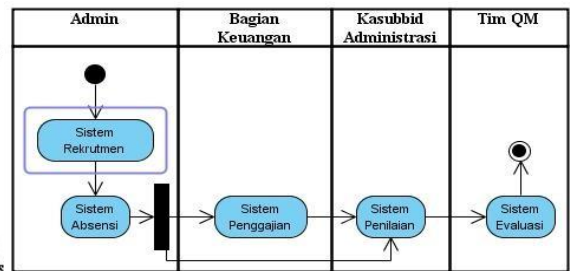 Admin
Bagian
Keuangan
Kasubbid
Administrasi
Tim QM
Sistem
Rekrutmen
Sistem
Absensi
Sistem
Penggajian
Sistem
Penilaian
Sistem
Evaluasi